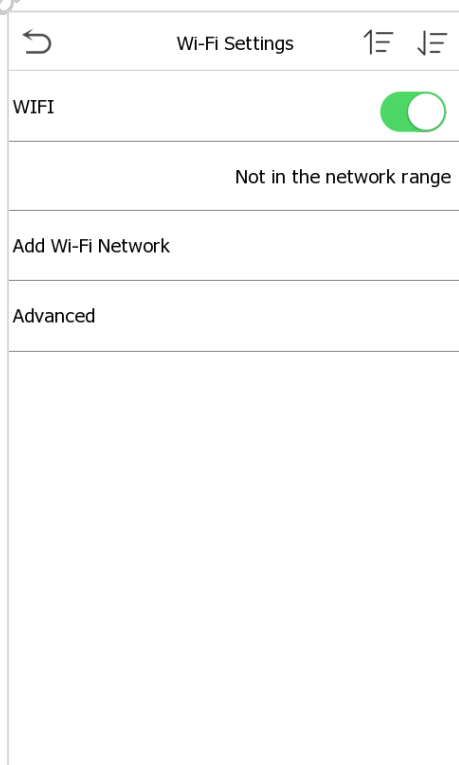 Wi-Fi Settings
WIFI
Not in the network range
Add Wi-Fi Network
Advanced